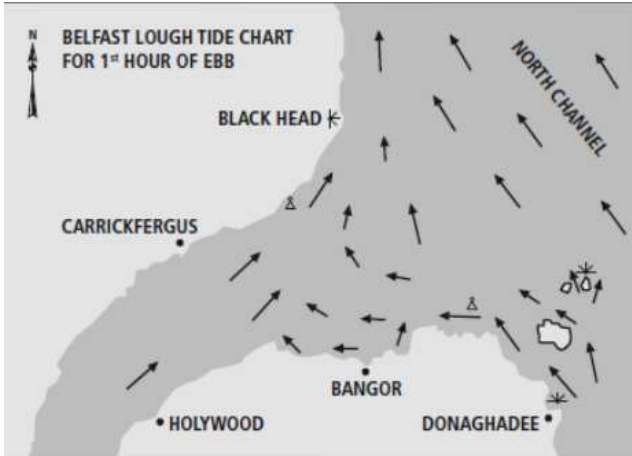 N
BELFAST LOUGH TIDE CHART
FOR 1st HOUR OF EBB
NORTH CHANNEL
BLACK HEAD
CARRICKFERGUS
BANGOR
HOLYWOOD
DONAGHADEE